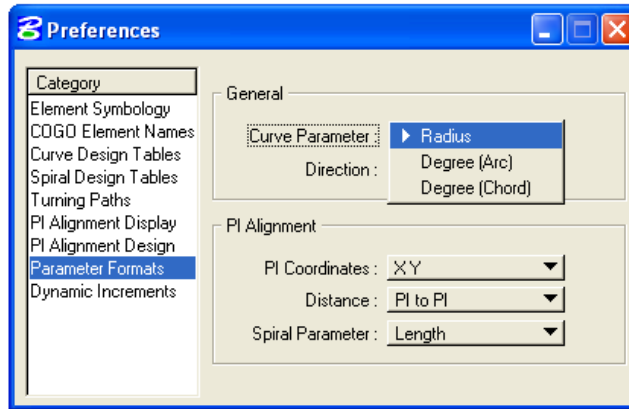 Preferences
Category
Element Symbology
COGO Element Names
Curve Design Tables
Spiral Design Tables
Turning Paths
PI Alignment Display
PI Alignment Design
Parameter Formats
Dynamic Increments
General
Curve Parameter : Radius
Degree (Arc)
Degree (Chord)
Direction :
PI Alignment
PI Coordinates : X Y
Distance : PI to PI
Spiral Parameter : Length